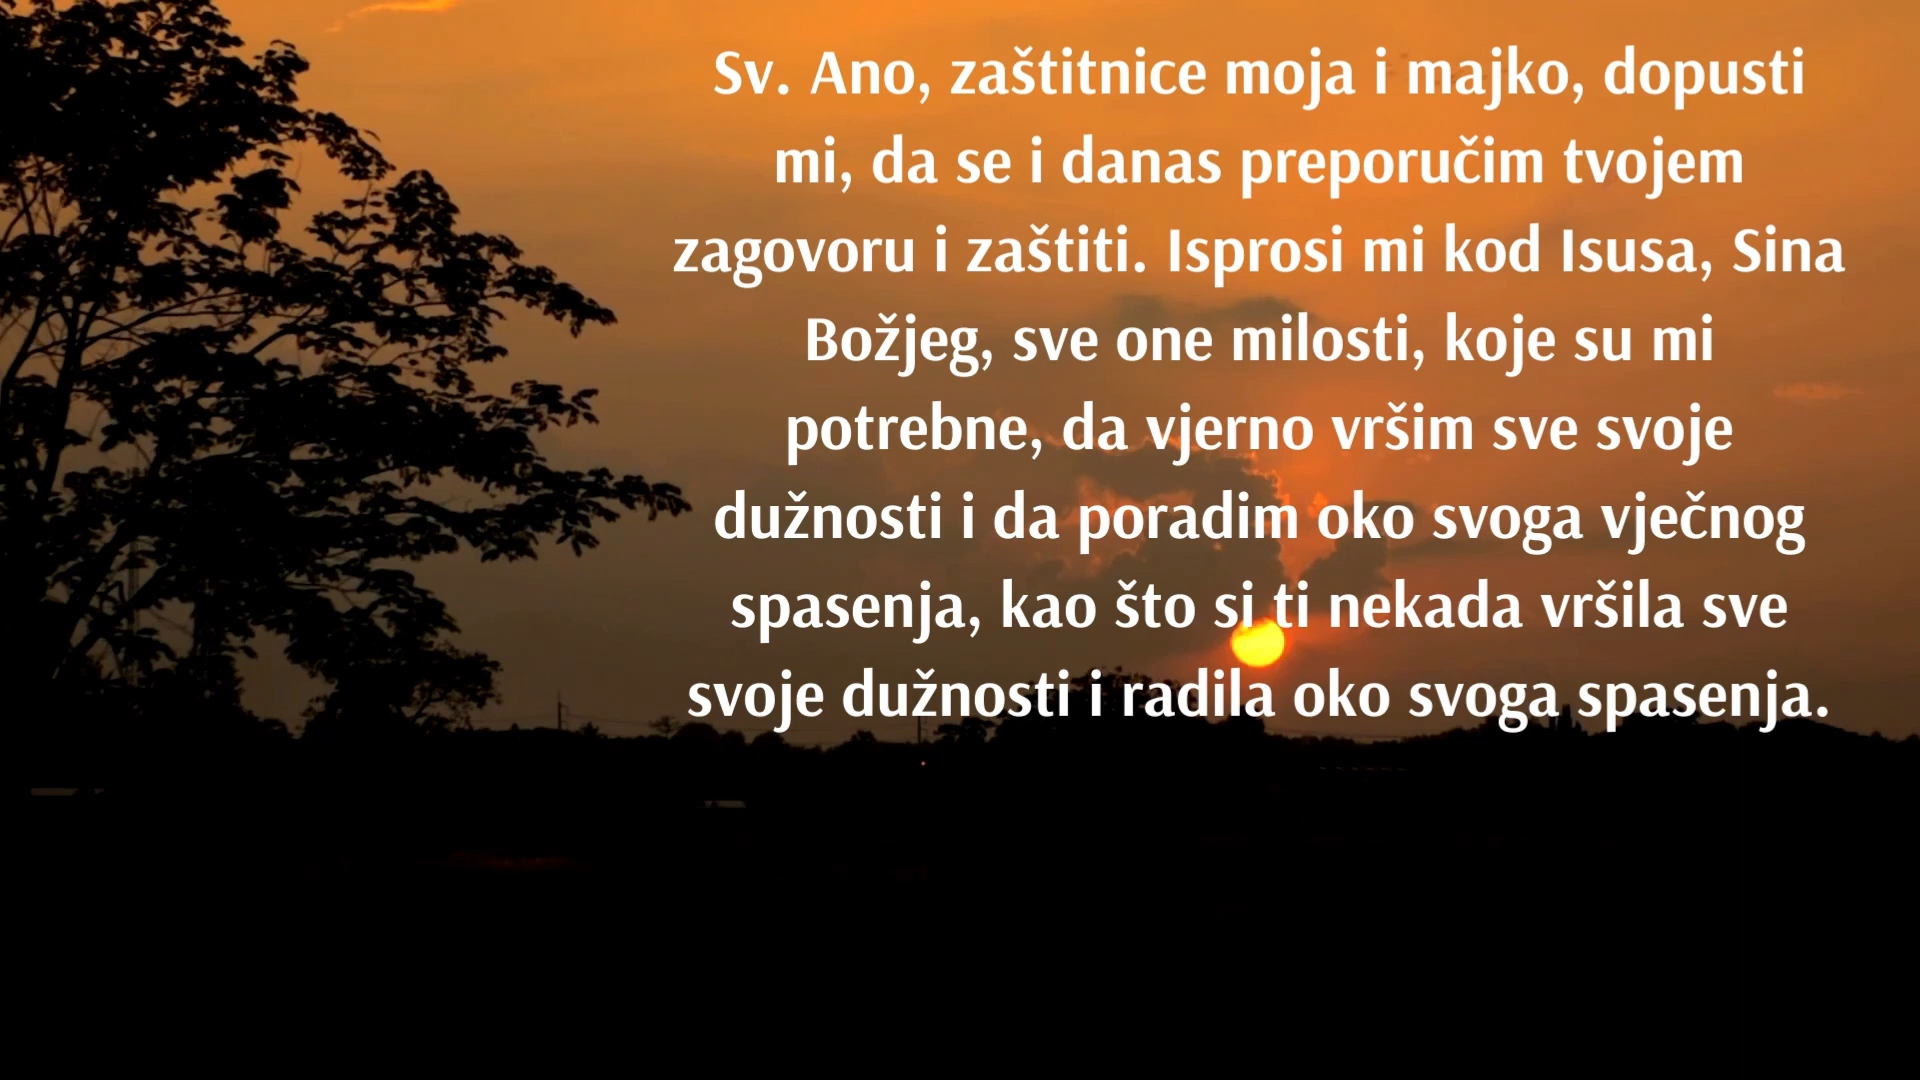 Sv. Ano, zaštitnice moja i majko, dopusti
mi, da se i danas preporučim tvojem
zagovoru i zaštiti. Isprosi mi kod Isusa, Sina
Božjeg, sve one milosti, koje su mi
potrebne, da vjerno vršim sve svoje
dužnosti i da poradim oko svoga vječnog
spasenja, kao što si ti nekada vršila sve
svoje dužnosti i radila oko svoga spasenja.